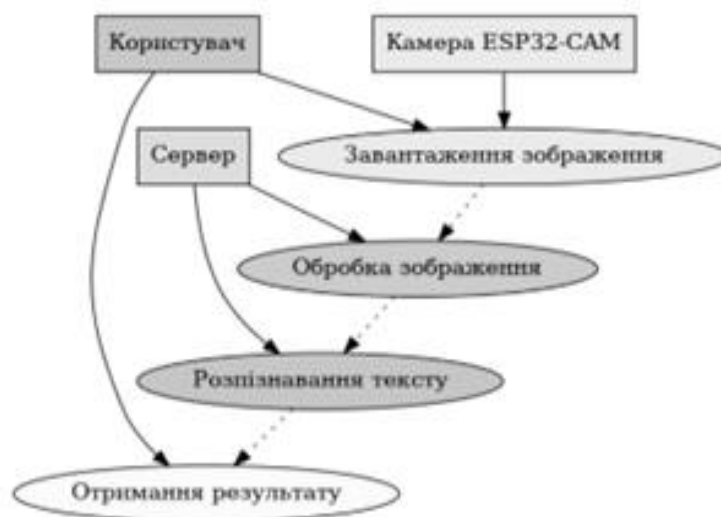 Користувач
Камера ESP32-CAM
Сервер
Завантаження зображення
Обробка зображення
Розпізнавання тексту
Отримання результату